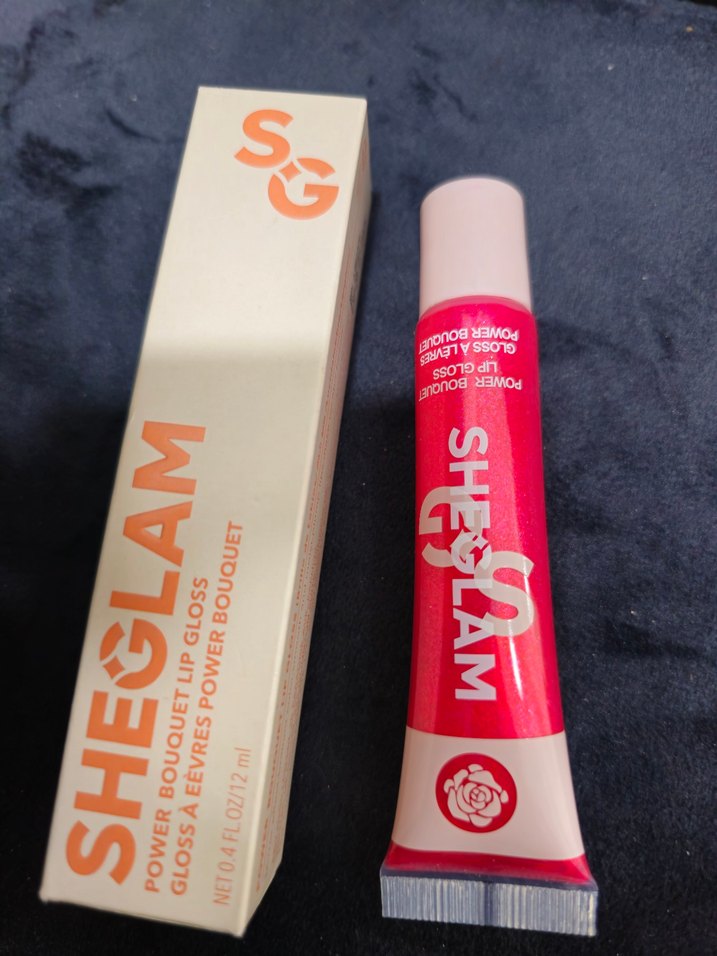 SG
SHEGLAM
POWER BOUQUET LIP GLOSS
GLOSS À EÈVRES POWER BOUQUET
NET 0.4 FL OZ/12 ml
POWER BOUQUET
LIP GLOSS
GLOSS À LÈVRES
POWER BOUQUET
SHEGLAM
SG